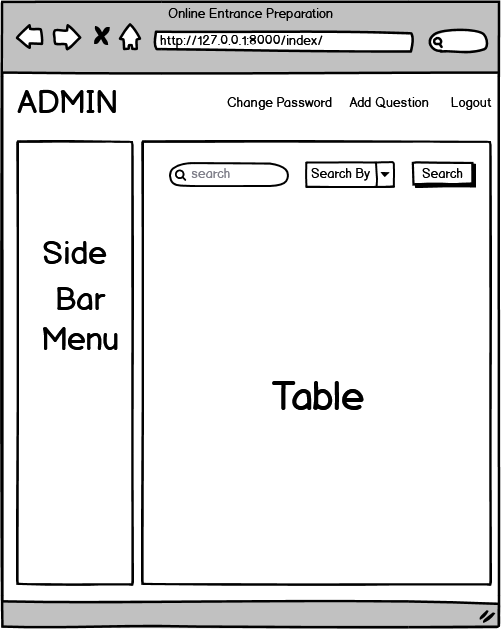 Online Entrance Preparation
http://127.0.0.1:8000/index/
ADMIN
Change Password Add Question Logout
search Search By Search
Side
Bar
Menu
Table